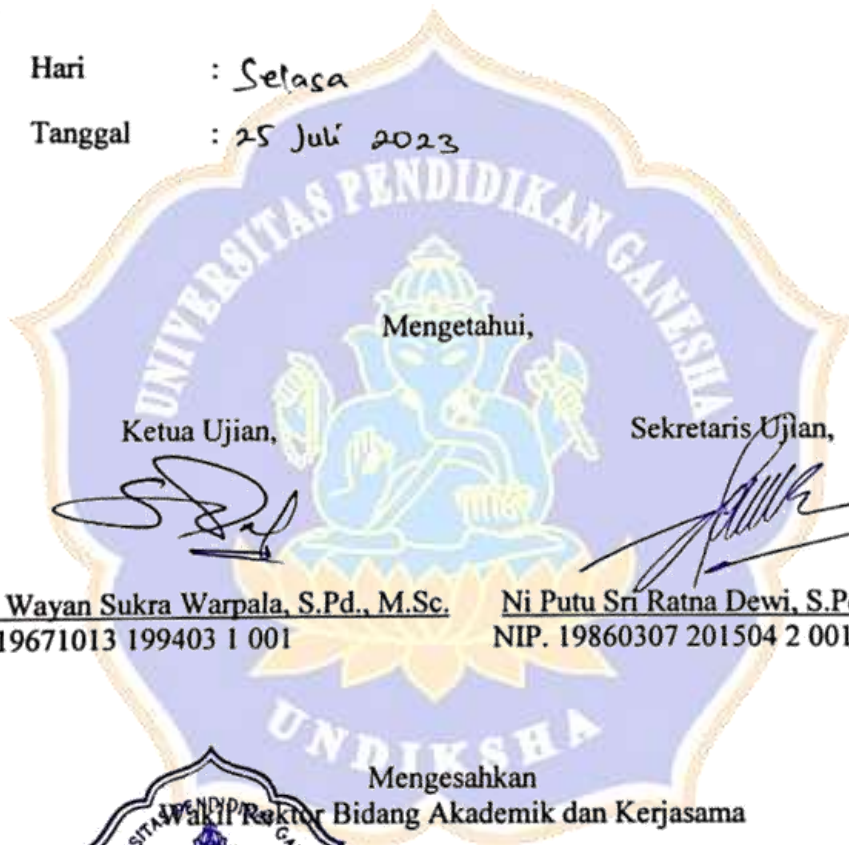 Hari : Selasa
Tanggal : 25 Juli 2023
UNIVERSITAS PENDIDIKAN GANESHA
Mengetahui,
Ketua Ujian, Sekretaris Ujian,
Wayan Sukra Warpala, S.Pd., M.Sc. Ni Putu Sri Ratna Dewi, S.Pd
19671013 199403 1 001 NIP. 19860307 201504 2 001
UNDIKSHA
Mengesahkan
Wakil Rektor Bidang Akademik dan Kerjasama